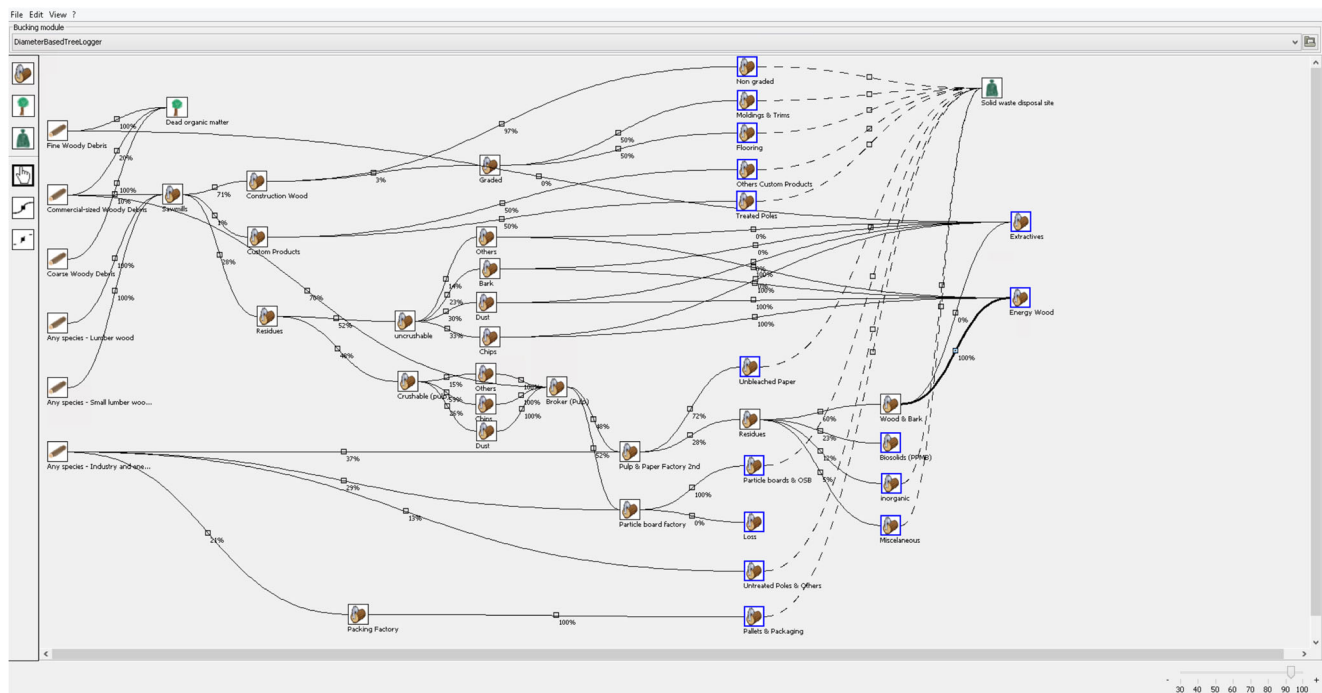 File Edit View ?
Bucking module
DiameterBasedTreeLogger
Non graded
Solid waste disposal site
Moldings & Trims
Dead organic matter
100%
97%
Fine Woody Debris
50%
Flooring
50%
20%
Graded
Others Custom Products
3%
0%
100%
71%
Construction Wood
10%
Commercial-sized Woody Debris
Sawmills
50%
Treated Poles
1%
50%
Extractives
Custom Products
0%
Others
0%
100%
28%
Coarse Woody Debris
Bark
0%
100%
14%
100%
70%
100%
23%
Dust
100%
Energy Wood
30%
100%
0%
52%
Residues
uncrushable
33%
Any species - Lumber wood
Chips
48%
100%
Unbleached Paper
15%
Others
100%
Crushable (pulp)
53%
100%
Broker (Pulp)
Any species - Small lumber woo...
26%
Chips
100%
72%
60%
Wood & Bark
48%
Residues
Dust
28%
23%
52%
37%
12%
Biosolids (PPMB)
Any species - Industry and ene...
Pulp & Paper Factory 2nd
5%
Particle boards & OSB
29%
100%
inorganic
13%
Particle board factory
0%
Loss
21%
Miscelaneous
Untreated Poles & Others
100%
Packing Factory
Pallets & Packaging
- +
30 40 50 60 70 80 90 100